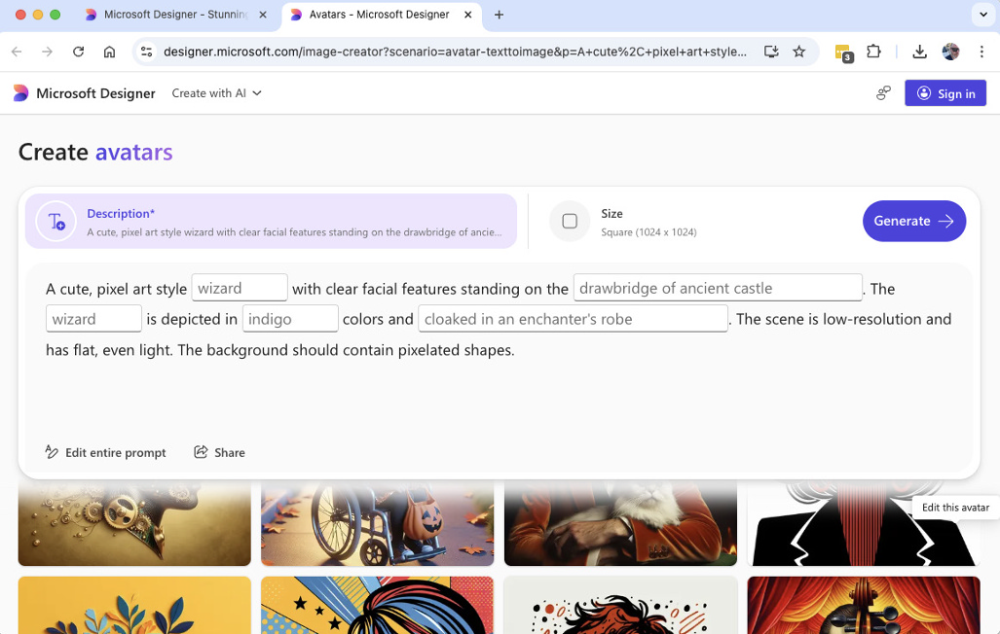 Microsoft Designer - Stunning
Avatars - Microsoft Designer
designer.microsoft.com/image-creator?scenario=avatar-texttoimage&p=A+cute%2C+pixel+art+style...
3
Microsoft Designer
Create with AI
Sign in
Create avatars
Description*
A cute, pixel art style wizard with clear facial features standing on the drawbridge of ancie...
Size
Square (1024 x 1024)
Generate
A cute, pixel art style wizard with clear facial features standing on the drawbridge of ancient castle. The
wizard is depicted in indigo colors and cloaked in an enchanter's robe. The scene is low-resolution and
has flat, even light. The background should contain pixelated shapes.
Edit entire prompt
Share
Edit this avatar